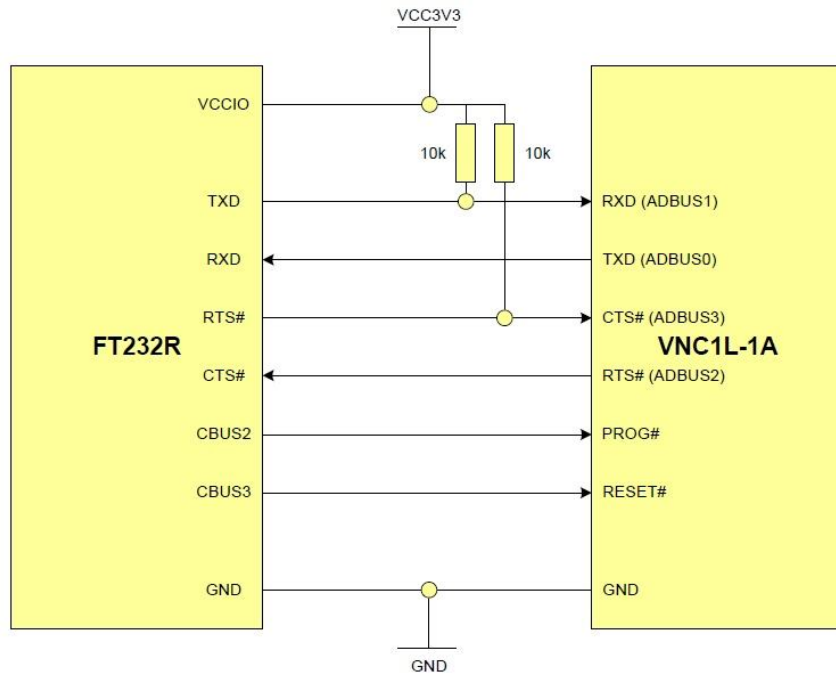 VCC3V3
VCCIO
10k 10k
TXD RXD (ADBUS1)
RXD TXD (ADBUS0)
RTS# CTS# (ADBUS3)
FT232R VNC1L-1A
CTS# RTS# (ADBUS2)
CBUS2 PROG#
CBUS3 RESET#
GND GND
GND